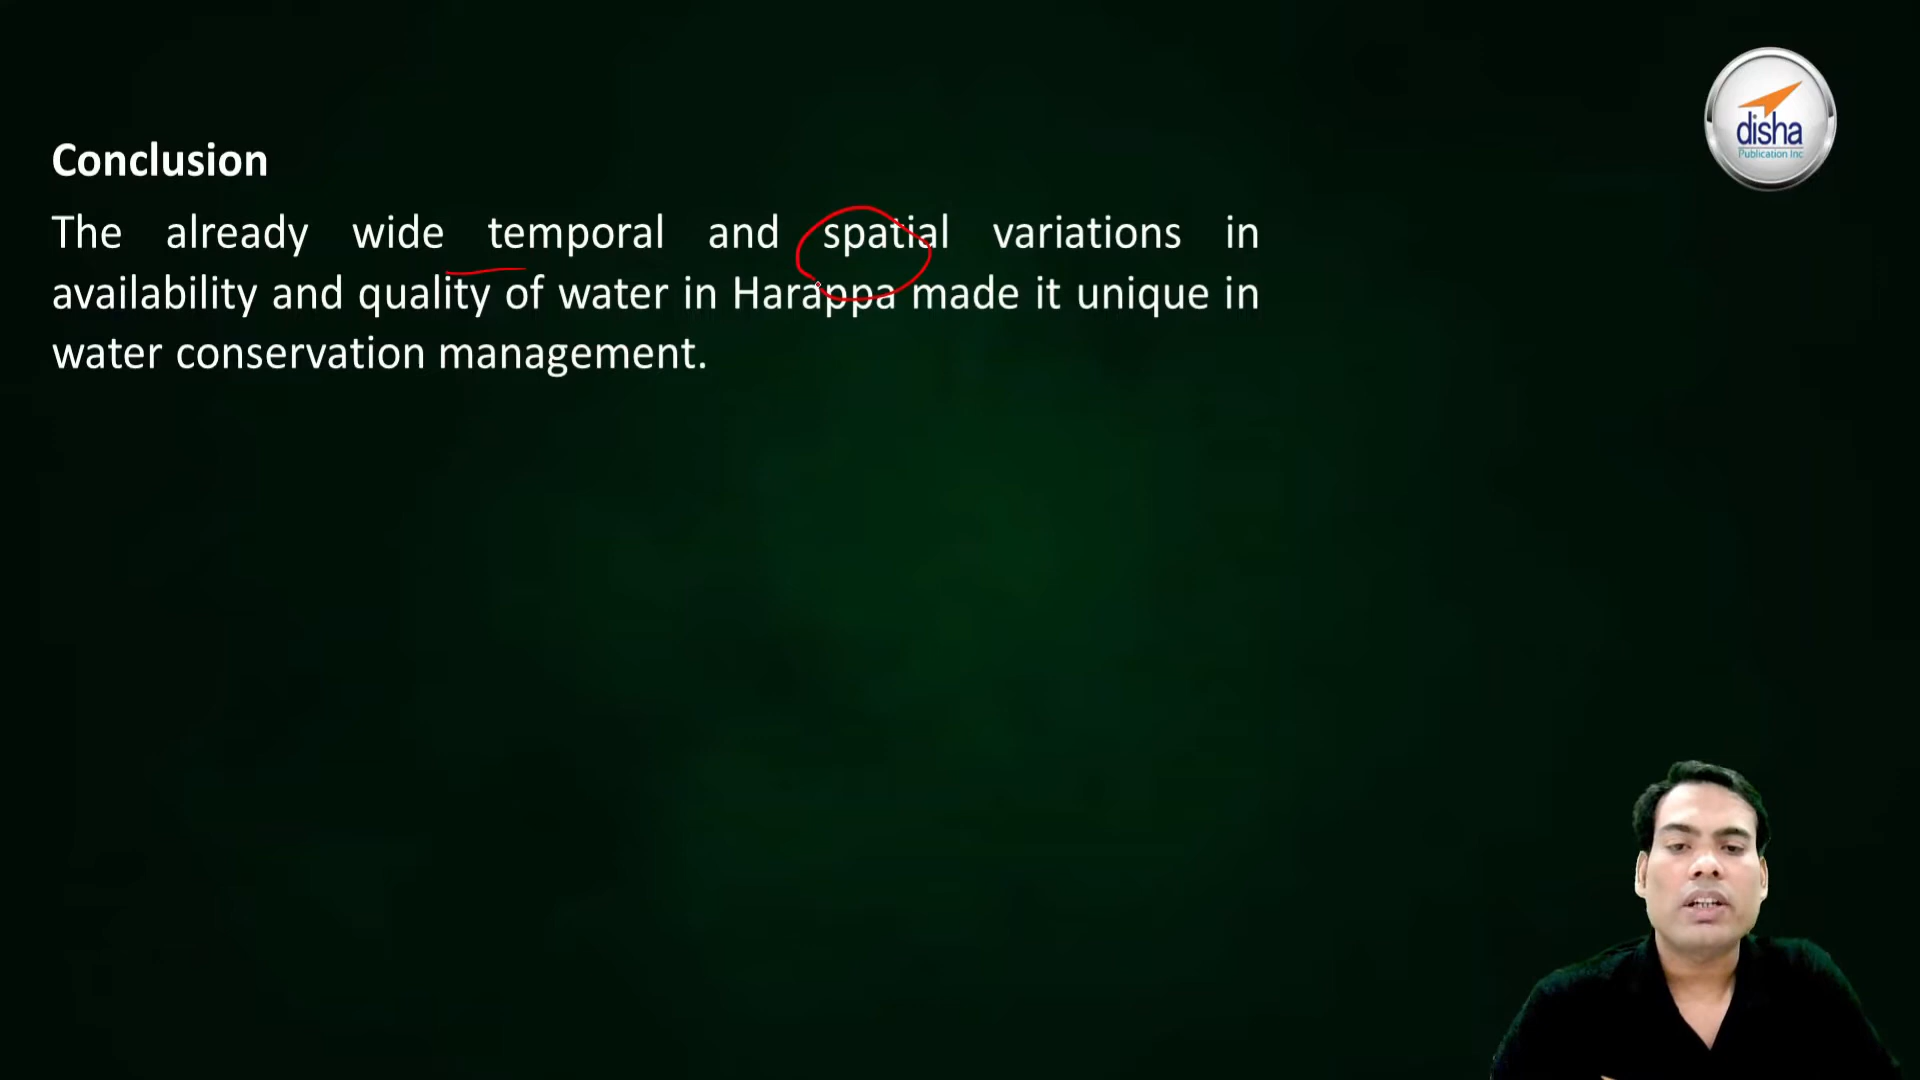 disha
Publication Inc
Conclusion
The already wide temporal and spatial variations in
availability and quality of water in Harappa made it unique in
water conservation management.